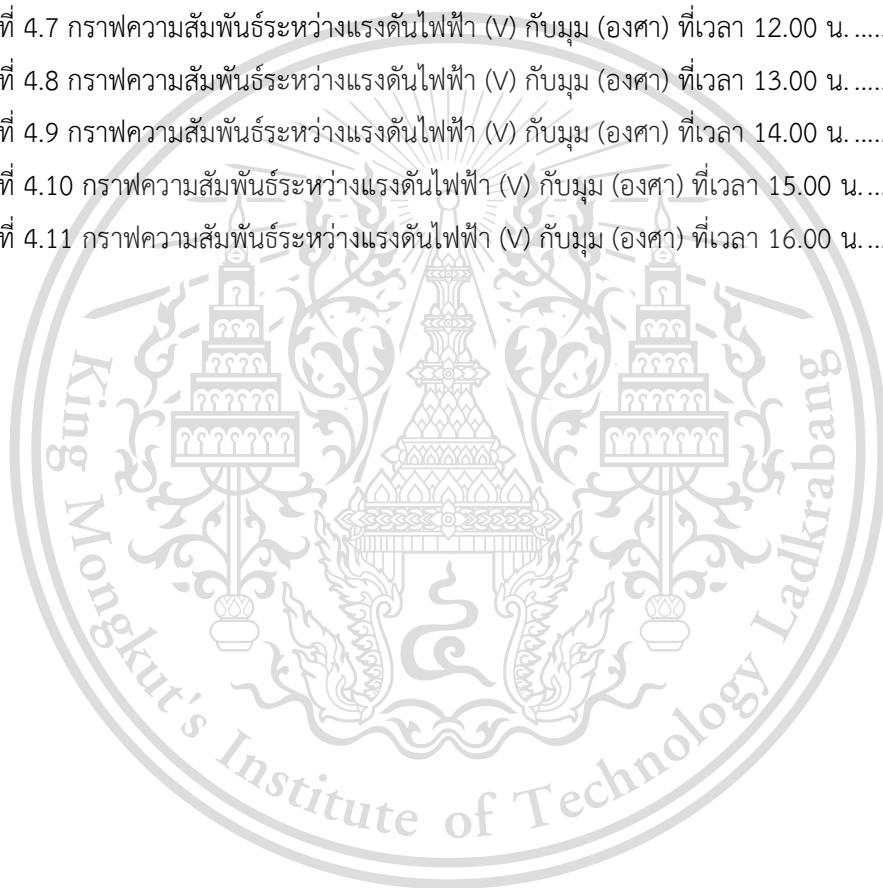 ที่ 4.7 กราฟความสัมพันธ์ระหว่างแรงดันไฟฟ้า (V) กับมุม (องศา) ที่เวลา 12.00 น. .....
ที่ 4.8 กราฟความสัมพันธ์ระหว่างแรงดันไฟฟ้า (V) กับมุม (องศา) ที่เวลา 13.00 น. .....
ที่ 4.9 กราฟความสัมพันธ์ระหว่างแรงดันไฟฟ้า (V) กับมุม (องศา) ที่เวลา 14.00 น. .....
ที่ 4.10 กราฟความสัมพันธ์ระหว่างแรงดันไฟฟ้า (V) กับมุม (องศา) ที่เวลา 15.00 น. ...
ที่ 4.11 กราฟความสัมพันธ์ระหว่างแรงดันไฟฟ้า (V) กับมุม (องศา) ที่เวลา 16.00 น. ...
King Mongkut's Institute of Technology Ladkrabang